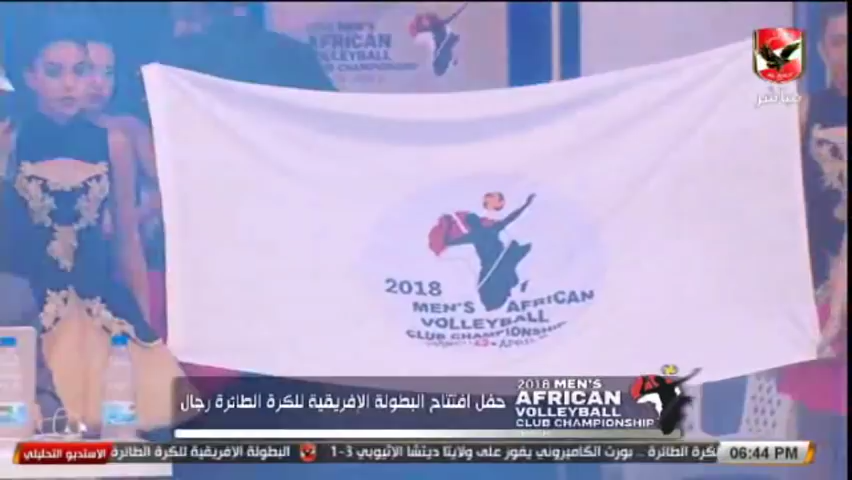 2018 MEN'S
AFRICAN
VOLLEYBALL
CLUB CHAMPIONSHIP
مباشر
2018
MEN'S AFRICAN
VOLLEYBALL
CLUB CHAMPIONSHIP
حفل افتتاح البطولة الافريقية للكرة الطائرة رجال
2018 MEN'S
AFRICAN
VOLLEYBALL
CLUB CHAMPIONSHIP
الاستديو التحليلي
لكرة الطائرة .. بورت الكاميروني يفوز على ولايتا ديتشا الاثيوبي 3-1
البطولة الافريقية للكرة الطائرة
06:44 PM